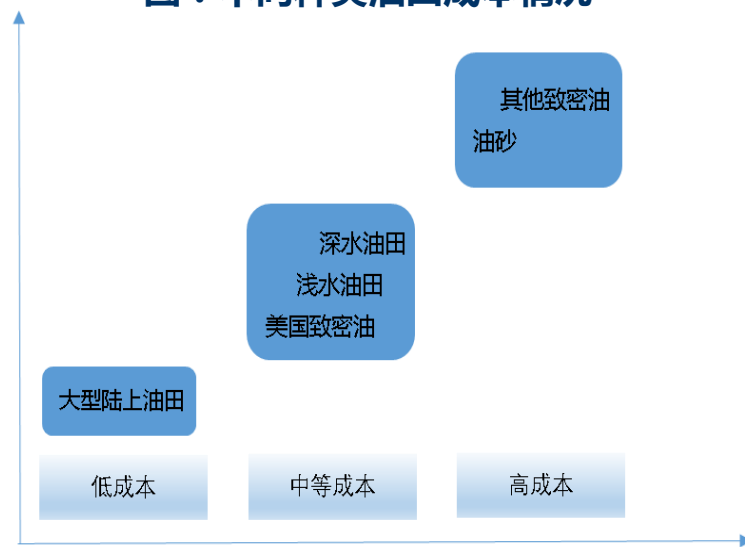 其他致密油
油砂
深水油田
浅水油田
美国致密油
大型陆上油田
低成本
中等成本
高成本